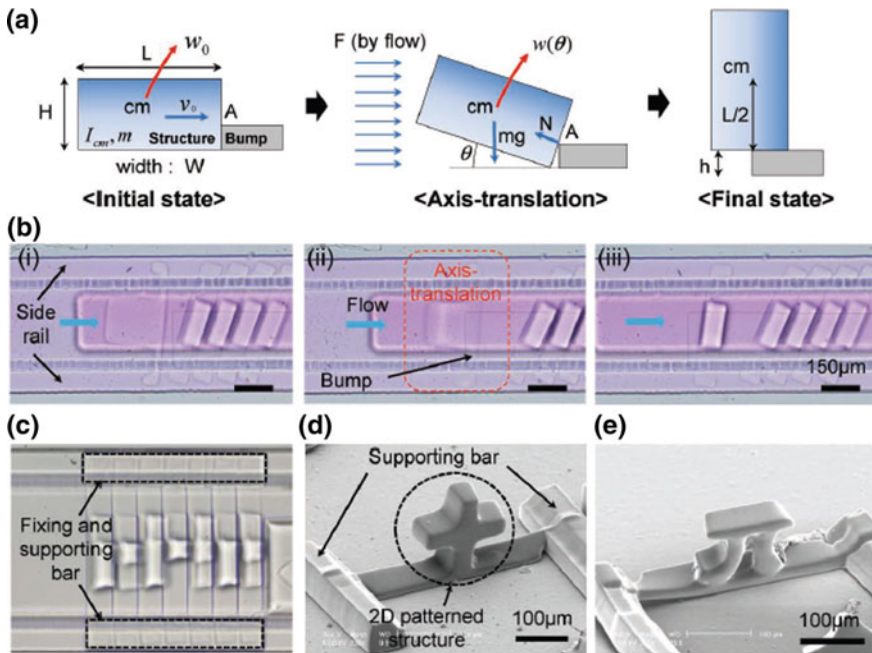 (a)
L
w₀
H
cm
v₀
A
I_cm, m
Structure
Bump
width : W
<Initial state>
F (by flow)
w(θ)
cm
N
A
mg
θ
<Axis-translation>
cm
L/2
h
<Final state>
(b)
(i)
Side
rail
(ii)
Axis-
translation
Flow
Bump
(iii)
150μm
(c)
Fixing and
supporting
bar
(d)
Supporting bar
2D patterned
structure
100μm
(e)
100μm